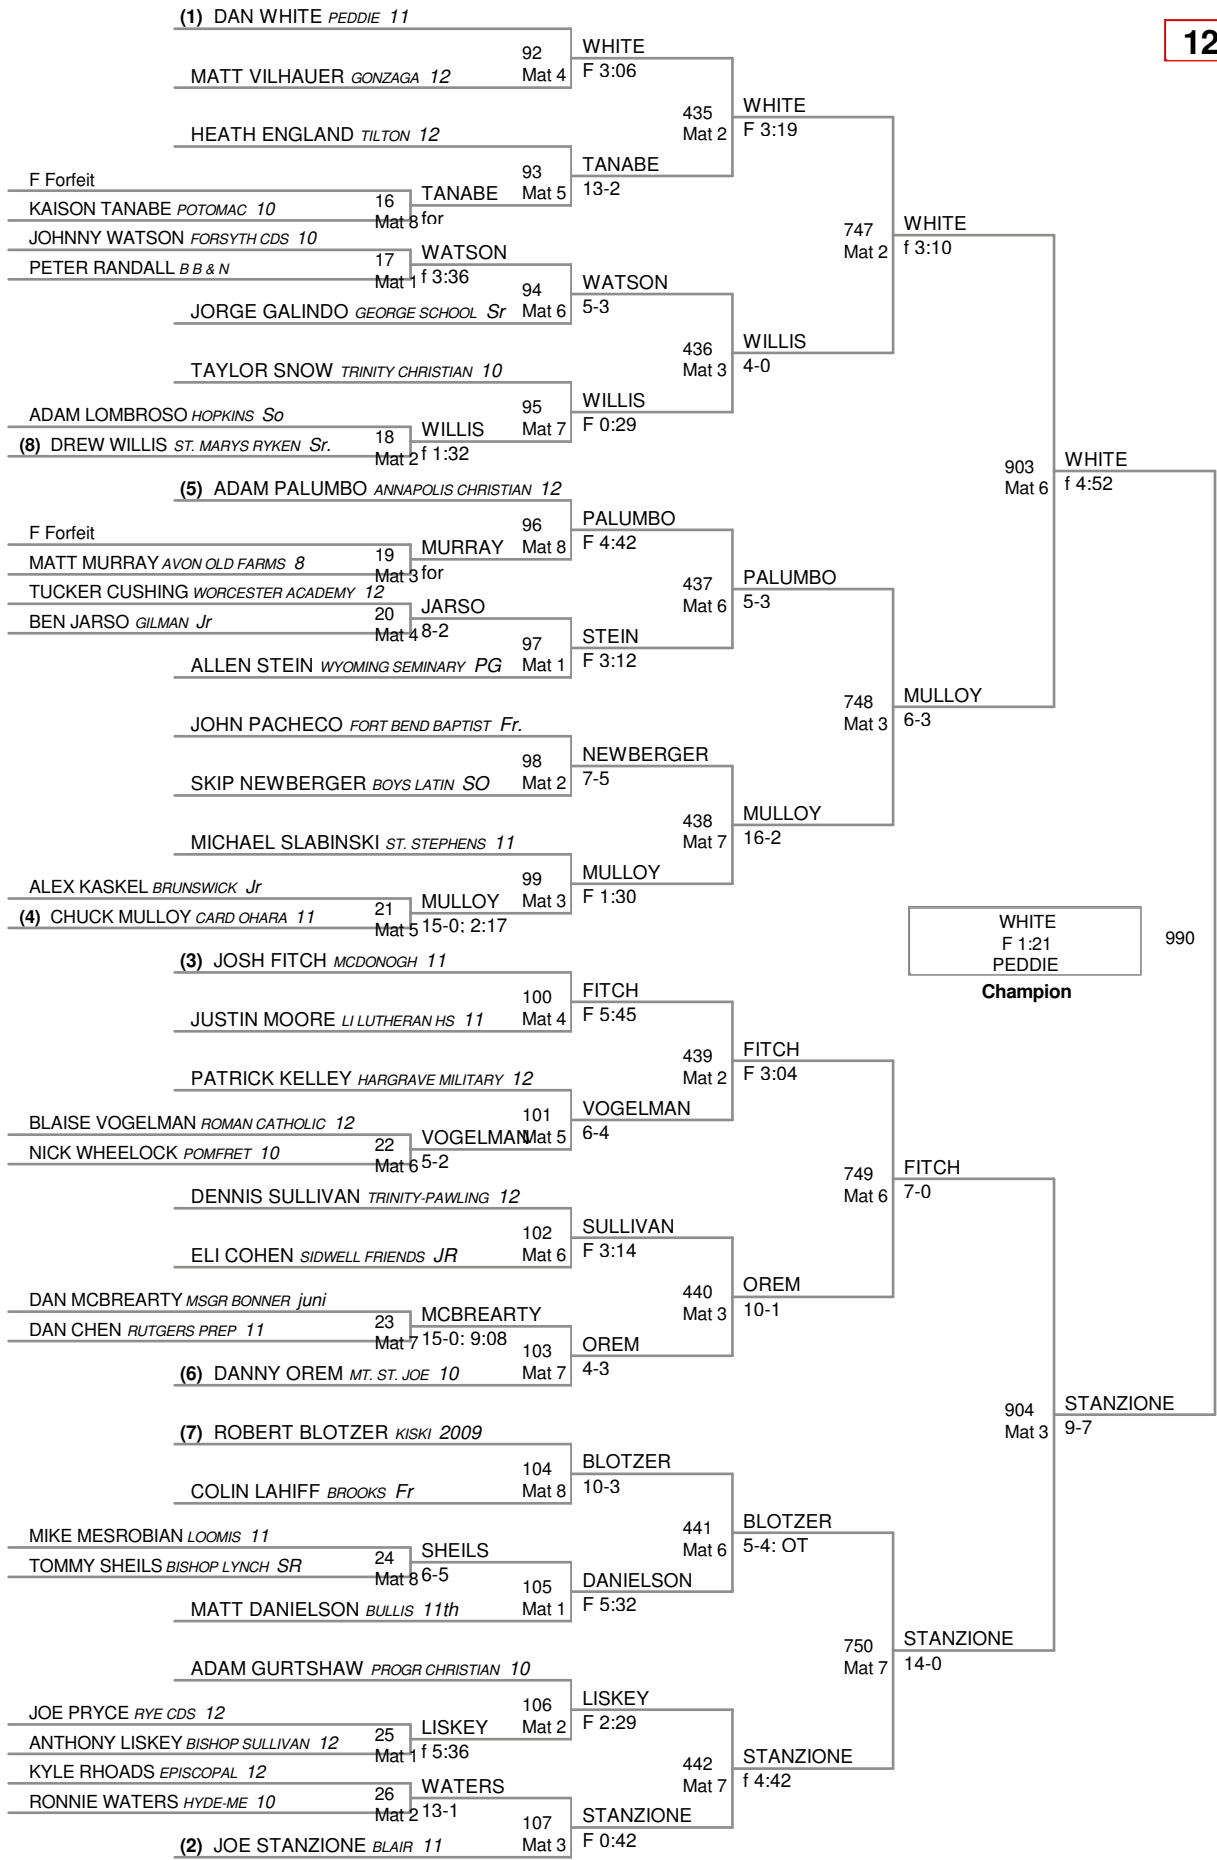 (1) DAN WHITE PEDDIE 11
12
92
Mat 4
WHITE
F 3:06
MATT VILHAUER GONZAGA 12
435
Mat 2
WHITE
F 3:19
HEATH ENGLAND TILTON 12
93
Mat 5
TANABE
13-2
F Forfeit
16
Mat 8
TANABE
for
KAISON TANABE POTOMAC 10
747
Mat 2
WHITE
f 3:10
JOHNNY WATSON FORSYTH CDS 10
17
Mat 1
WATSON
f 3:36
PETER RANDALL B B & N
94
Mat 6
WATSON
5-3
JORGE GALINDO GEORGE SCHOOL Sr
436
Mat 3
WILLIS
4-0
TAYLOR SNOW TRINITY CHRISTIAN 10
95
Mat 7
WILLIS
F 0:29
ADAM LOMBROSO HOPKINS So
18
Mat 2
WILLIS
f 1:32
(8) DREW WILLIS ST. MARYS RYKEN Sr.
903
Mat 6
WHITE
f 4:52
(5) ADAM PALUMBO ANNAPOLIS CHRISTIAN 12
96
Mat 8
PALUMBO
F 4:42
F Forfeit
19
Mat 3
MURRAY
for
MATT MURRAY AVON OLD FARMS 8
437
Mat 6
PALUMBO
5-3
TUCKER CUSHING WORCESTER ACADEMY 12
20
Mat 4
JARSO
8-2
BEN JARSO GILMAN Jr
97
Mat 1
STEIN
F 3:12
ALLEN STEIN WYOMING SEMINARY PG
748
Mat 3
MULLOY
6-3
JOHN PACHECO FORT BEND BAPTIST Fr.
98
Mat 2
NEWBERGER
7-5
SKIP NEWBERGER BOYS LATIN SO
438
Mat 7
MULLOY
16-2
MICHAEL SLABINSKI ST. STEPHENS 11
99
Mat 3
MULLOY
F 1:30
ALEX KASKEL BRUNSWICK Jr
21
Mat 5
MULLOY
15-0; 2:17
(4) CHUCK MULLOY CARD OHARA 11
WHITE
F 1:21
PEDDIE
Champion
990
(3) JOSH FITCH MCDONOGH 11
100
Mat 4
FITCH
F 5:45
JUSTIN MOORE LI LUTHERAN HS 11
439
Mat 2
FITCH
F 3:04
PATRICK KELLEY HARGRAVE MILITARY 12
101
Mat 5
VOGELMAN
6-4
BLAISE VOGELMAN ROMAN CATHOLIC 12
22
Mat 6
VOGELMAN
5-2
NICK WHEELOCK POMFRET 10
749
Mat 6
FITCH
7-0
DENNIS SULLIVAN TRINITY-PAWLING 12
102
Mat 6
SULLIVAN
F 3:14
ELI COHEN SIDWELL FRIENDS JR
440
Mat 3
OREM
10-1
DAN MCBREARTY MSGR BONNER juni
23
Mat 7
MCBREARTY
15-0: 9:08
DAN CHEN RUTGERS PREP 11
103
Mat 7
OREM
4-3
(6) DANNY OREM MT. ST. JOE 10
904
Mat 3
STANZIONE
9-7
(7) ROBERT BLOTZER KISKI 2009
104
Mat 8
BLOTZER
10-3
COLIN LAHIFF BROOKS Fr
441
Mat 6
BLOTZER
5-4: OT
MIKE MESROBIAN LOOMIS 11
24
Mat 8
SHEILS
6-5
TOMMY SHEILS BISHOP LYNCH SR
105
Mat 1
DANIELSON
F 5:32
MATT DANIELSON BULLIS 11th
750
Mat 7
STANZIONE
14-0
ADAM GURTSHAW PROGR CHRISTIAN 10
106
Mat 2
LISKEY
F 2:29
JOE PRYCE RYE CDS 12
25
Mat 1
LISKEY
f 5:36
ANTHONY LISKEY BISHOP SULLIVAN 12
442
Mat 7
STANZIONE
f 4:42
KYLE RHOADS EPISCOPAL 12
26
Mat 2
WATERS
13-1
RONNIE WATERS HYDE-ME 10
107
Mat 3
STANZIONE
F 0:42
(2) JOE STANZIONE BLAIR 11